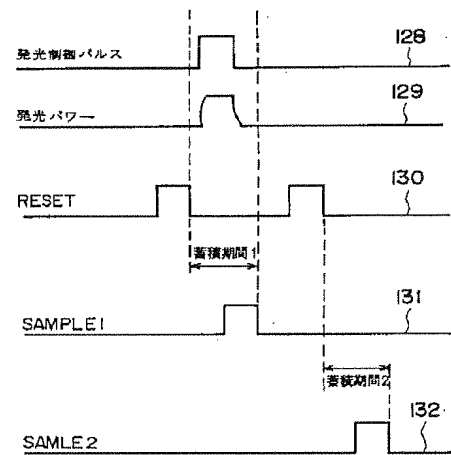 128
発光制御パルス
129
発光パワー
130
RESET
蓄積期間1
131
SAMPLE1
蓄積期間2
132
SAMLE2